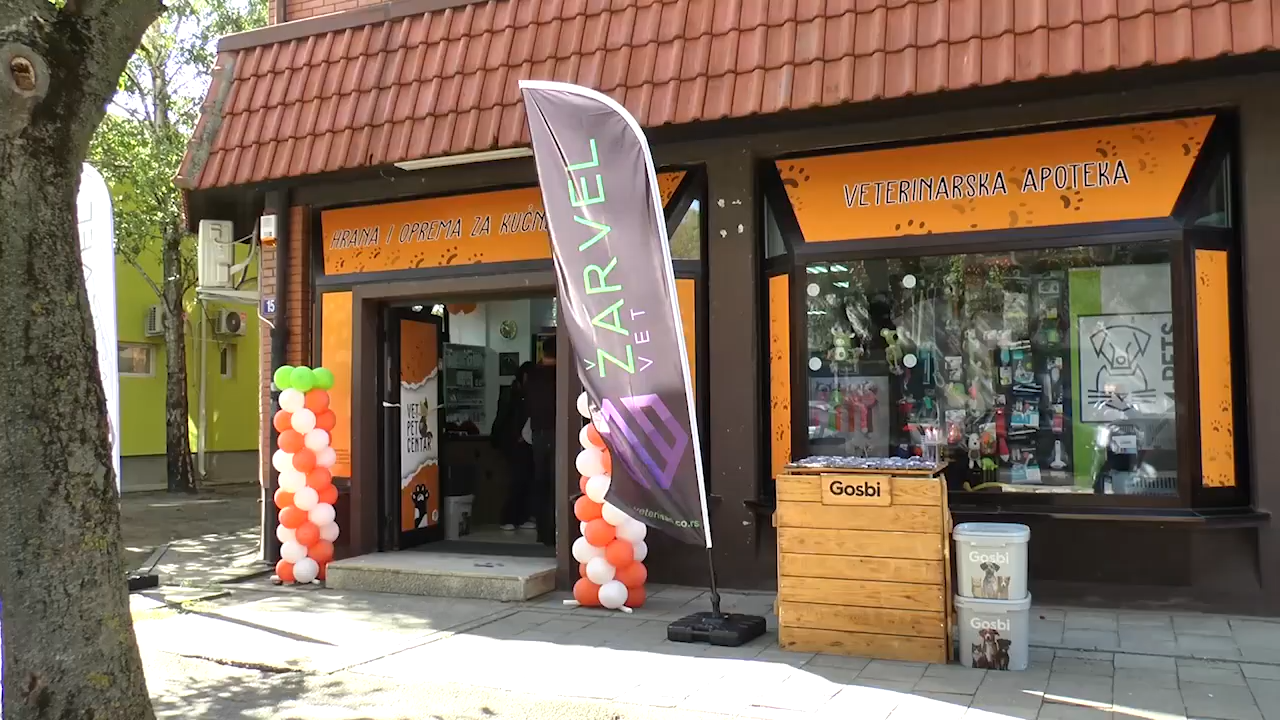 HRANA I OPREMA ZA KUĆN
VETERINARSKA APOTEKA
ŽARVEL
VET
15
VET
PET
CENTAR
PETS
Gosbi
Gosbi
Gosbi